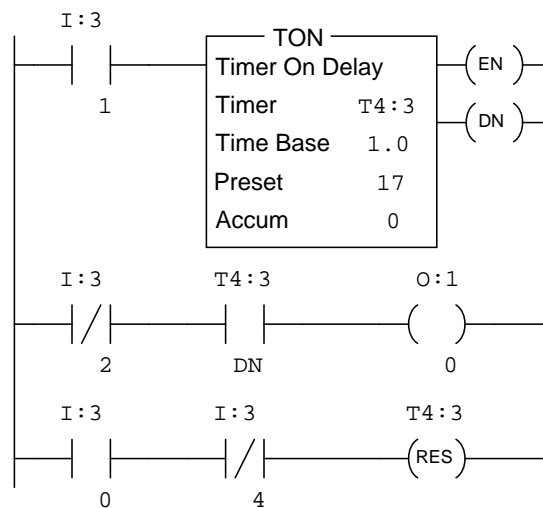 I:3
1
TON
Timer On Delay
Timer T4:3
Time Base 1.0
Preset 17
Accum 0
EN
DN
I:3 T4:3 O:1
2 DN 0
I:3 I:3 T4:3
RES
0 4